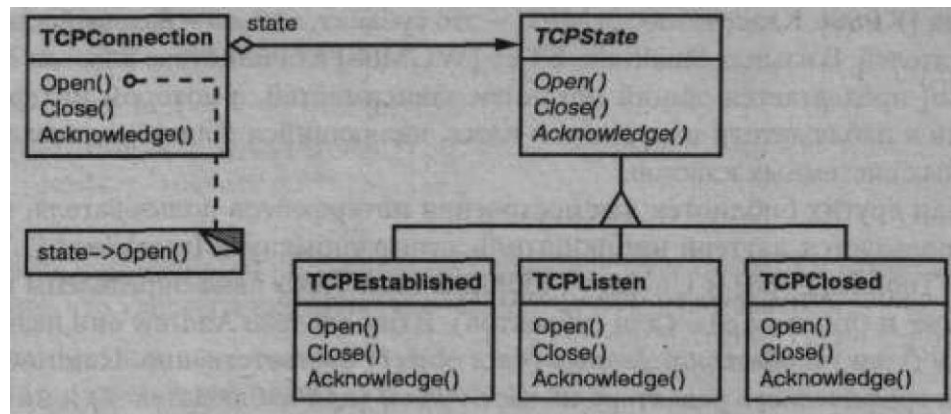 TCPConnection
Open()
Close()
Acknowledge()
state
TCPState
Open()
Close()
Acknowledge()
state->Open()
TCPEstablished
Open()
Close()
Acknowledge()
TCPListen
Open()
Close()
Acknowledge()
TCPClosed
Open()
Close()
Acknowledge()